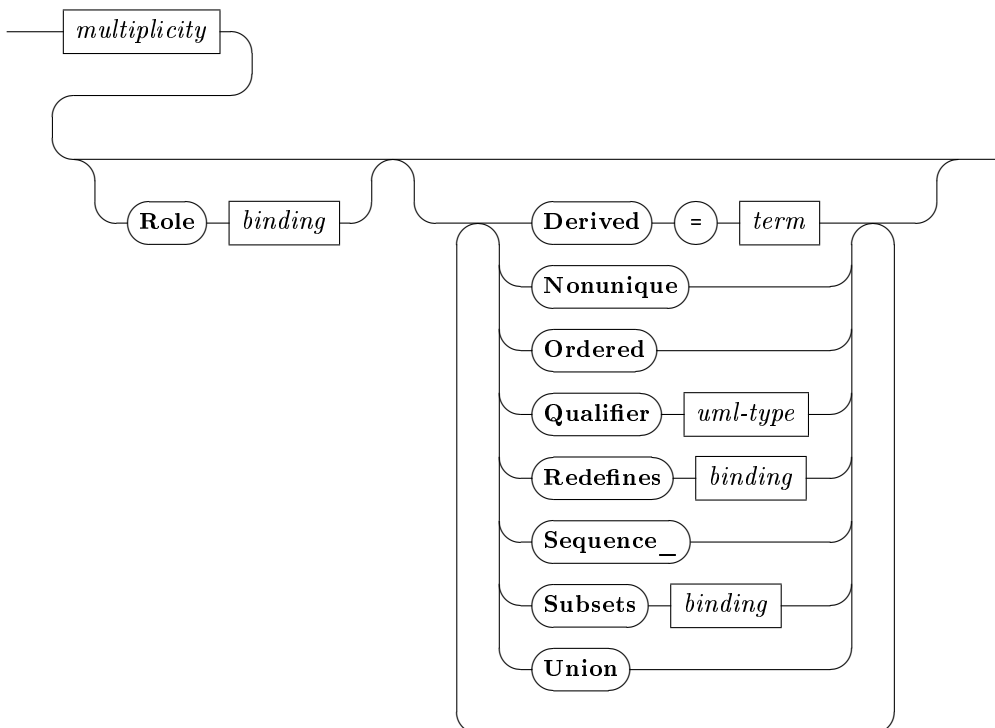 multiplicity
Role binding
Derived = term
Nonunique
Ordered
Qualifier uml-type
Redefines binding
Sequence_
Subsets binding
Union